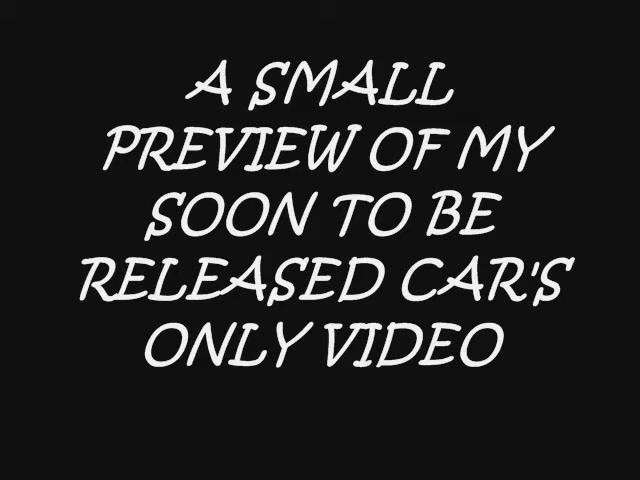 A SMALL
PREVIEW OF MY
SOON TO BE
RELEASED CAR'S
ONLY VIDEO